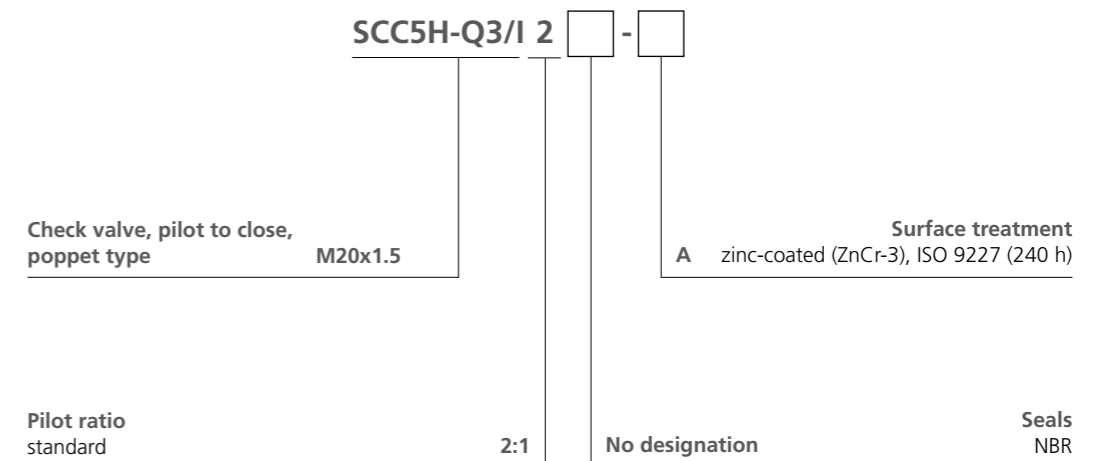 SCC5H-Q3/I 2 -
Check valve, pilot to close,
poppet type M20x1.5
Surface treatment
A zinc-coated (ZnCr-3), ISO 9227 (240 h)
Pilot ratio
standard 2:1
Seals
No designation NBR